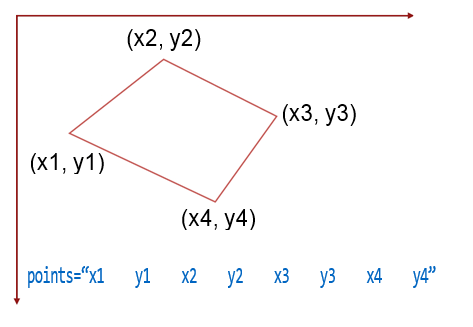 (x2, y2)
(x3, y3)
(x1, y1)
(x4, y4)
points=“x1 y1 x2 y2 x3 y3 x4 y4”